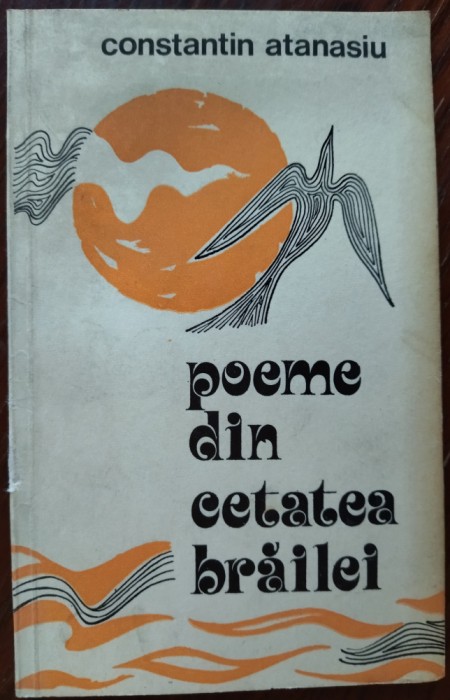 constantin atanasiu
poeme
din
cetatea
brăilei